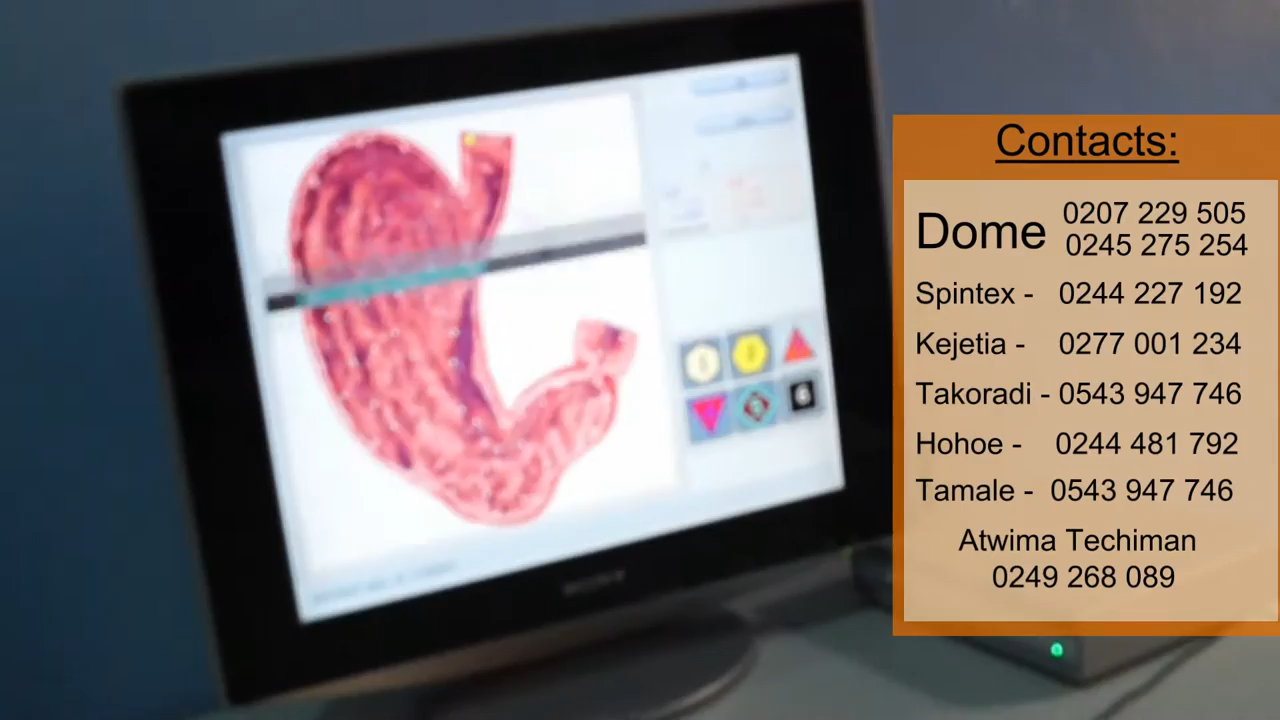 Contacts:
Dome 0207 229 505
0245 275 254
Spintex - 0244 227 192
Kejetia - 0277 001 234
Takoradi - 0543 947 746
Hohoe - 0244 481 792
Tamale - 0543 947 746
Atwima Techiman
0249 268 089